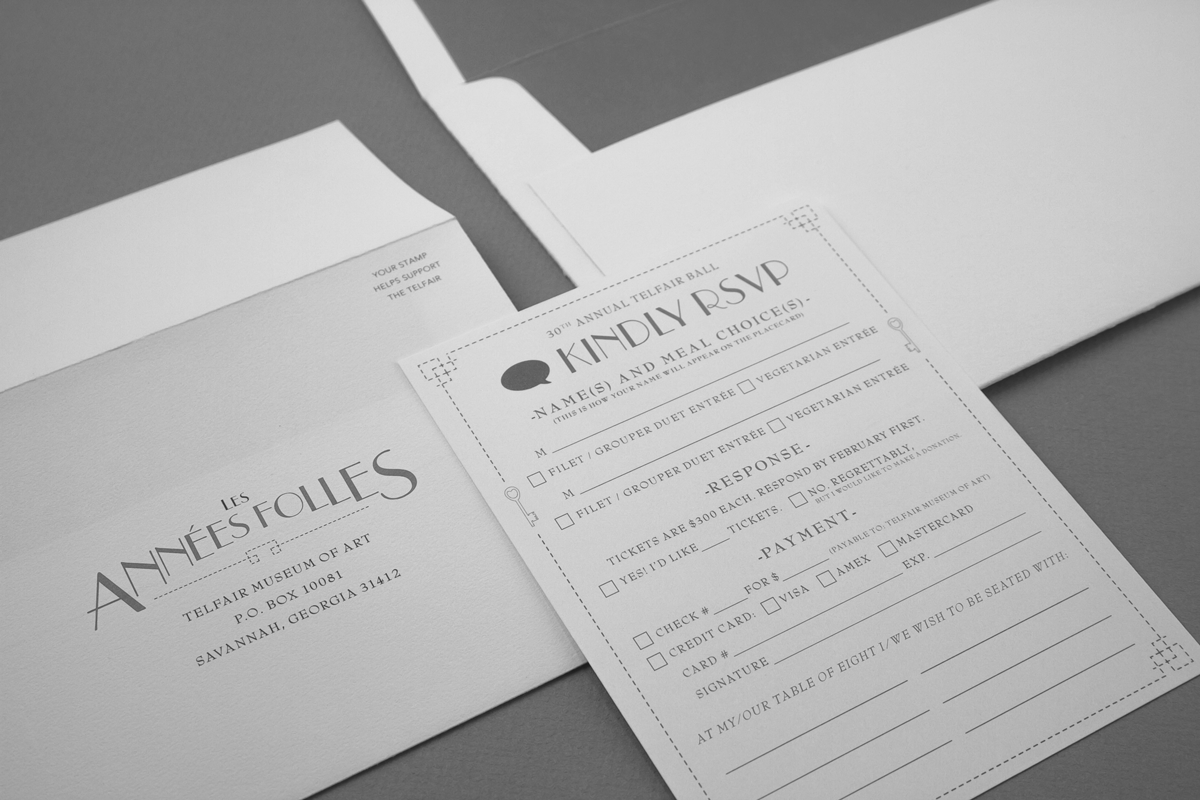 YOUR STAMP
HELPS SUPPORT
THE TELFAIR
LES
ANNÉES FOLLES
TELFAIR MUSEUM OF ART
P.O. BOX 10081
SAVANNAH, GEORGIA 31412
30TH ANNUAL TELFAIR BALL
KINDLY RSVP
-NAME(S) AND MEAL CHOICE(S)-
(THIS IS HOW YOUR NAME WILL APPEAR ON THE PLACECARD)
M
FILET / GROUPER DUET ENTRÉE VEGETARIAN ENTRÉE
M
FILET / GROUPER DUET ENTRÉE VEGETARIAN ENTRÉE
-RESPONSE-
TICKETS ARE $300 EACH. RESPOND BY FEBRUARY FIRST.
YES! I'D LIKE ___ TICKETS. NO, REGRETTABLY,
BUT I WOULD LIKE TO MAKE A DONATION.
-PAYMENT-
(PAYABLE TO: TELFAIR MUSEUM OF ART)
CHECK # ___ FOR $
CREDIT CARD: VISA AMEX MASTERCARD
CARD # ___ EXP. ___
SIGNATURE
AT MY/OUR TABLE OF EIGHT I/WE WISH TO BE SEATED WITH: